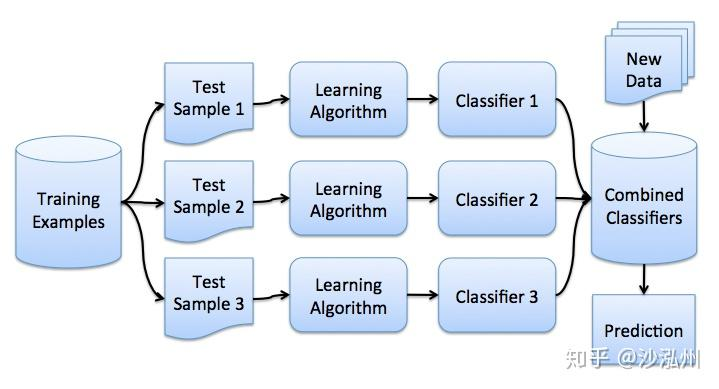 Training
Examples
Test
Sample 1
Learning
Algorithm
Classifier 1
Test
Sample 2
Learning
Algorithm
Classifier 2
Test
Sample 3
Learning
Algorithm
Classifier 3
New
Data
Combined
Classifiers
Prediction
知乎 @沙泓州